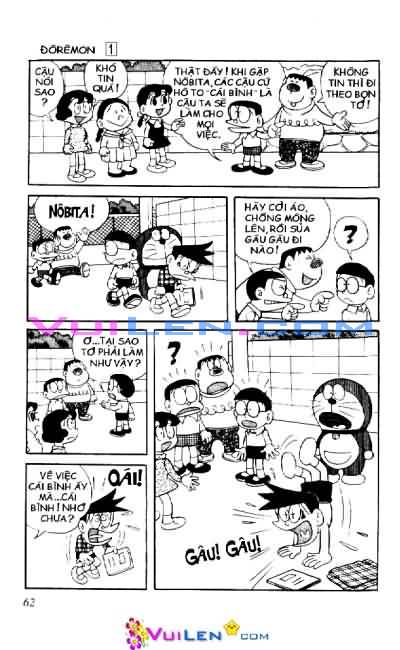 ĐÔRÊMON 1
CẬU
NÓI
SAO
?
KHÓ
TIN
QUÁ!
THẬT ĐẤY! KHI GẶP
NÔBITA, CÁC CẬU CỨ
HÔ TO "CÁI BÌNH" LÀ
CẬU TA SẼ
LÀM CHO
MỌI
VIỆC.
KHÔNG
TIN THÌ ĐI
THEO BỌN
TỚ!
NÔBITA!
HÃY CỞI ÁO,
CHỔNG MÔNG
LÊN, RỒI SỦA
GÂU GÂU ĐI
NÀO!
?
Ơ...TẠI SAO
TỚ PHẢI LÀM
NHƯ VẬY?
?
GÂU! GÂU!
VỀ VIỆC
CÁI BÌNH ẤY
MÀ...CÁI
BÌNH! NHỚ
CHƯA?
OÁI!
VUILEN.COM
62
VUILEN.COM